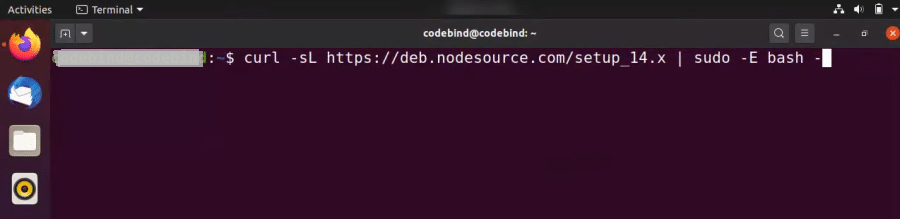 Activities Terminal
codebind@codebind: ~
:~$ curl -sL https://deb.nodesource.com/setup_14.x | sudo -E bash -